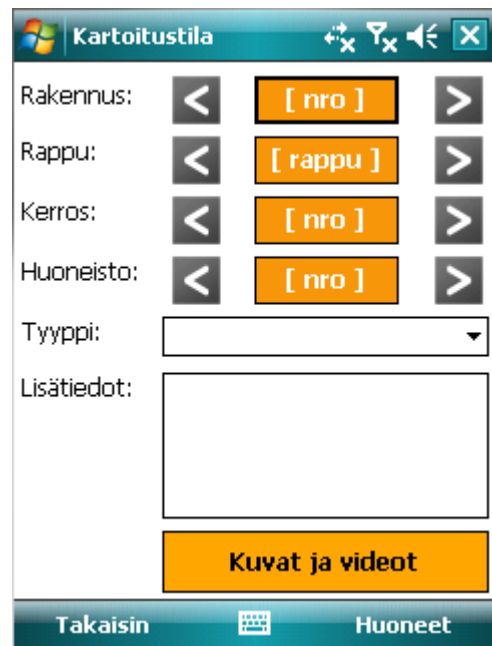 Kartoitustila
Rakennus: < [ nro ] >
Rappu: < [ rappu ] >
Kerros: < [ nro ] >
Huoneisto: < [ nro ] >
Tyyppi:
Lisätiedot:
Kuvat ja videot
Takaisin Huoneet